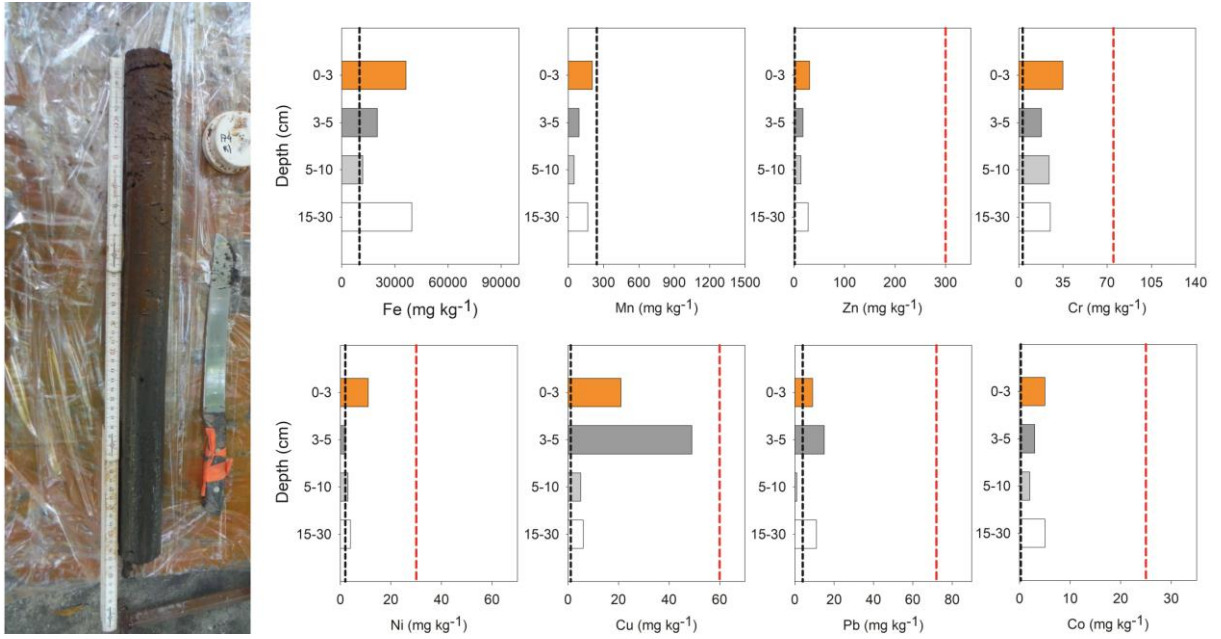 Depth (cm)
0-3
3-5
5-10
15-30
0 20000 40000 60000 80000 100000
Fe (mg kg⁻¹)
0 300 600 900 1200 1500
Mn (mg kg⁻¹)
0 100 200 300
Zn (mg kg⁻¹)
0 35 70 105 140
Cr (mg kg⁻¹)
Depth (cm)
0-3
3-5
5-10
15-30
0 20 40 60
Ni (mg kg⁻¹)
0 20 40 60
Cu (mg kg⁻¹)
0 20 40 60 80
Pb (mg kg⁻¹)
0 10 20 30
Co (mg kg⁻¹)